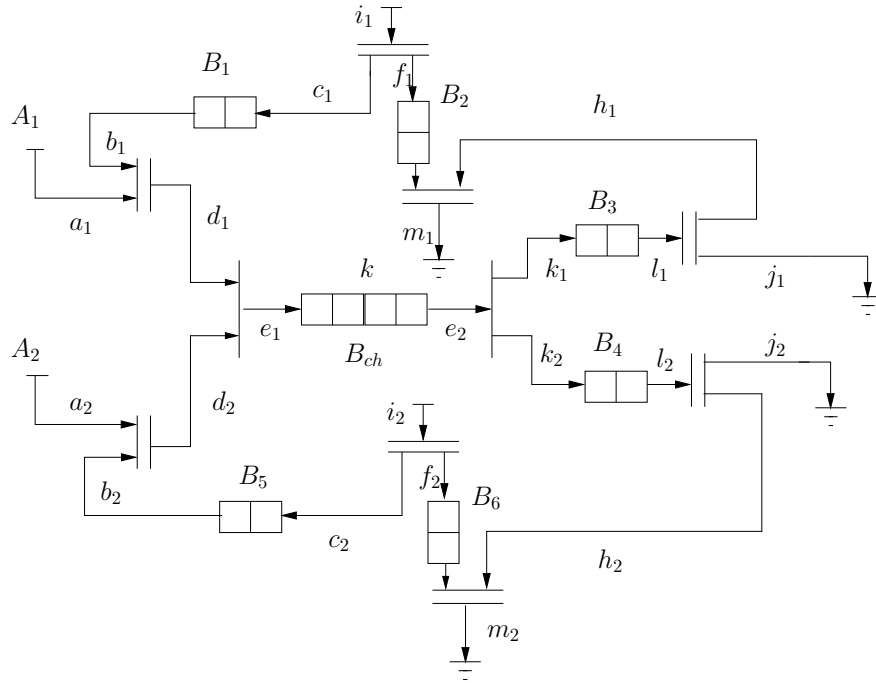 i₁
B₁
f₁
c₁
B₂
h₁
A₁
b₁
B₃
a₁
d₁
m₁
k
k₁
l₁
j₁
e₁
e₂
B_ch
A₂
k₂
B₄
l₂
j₂
a₂
d₂
i₂
B₅
f₂
B₆
b₂
c₂
h₂
m₂